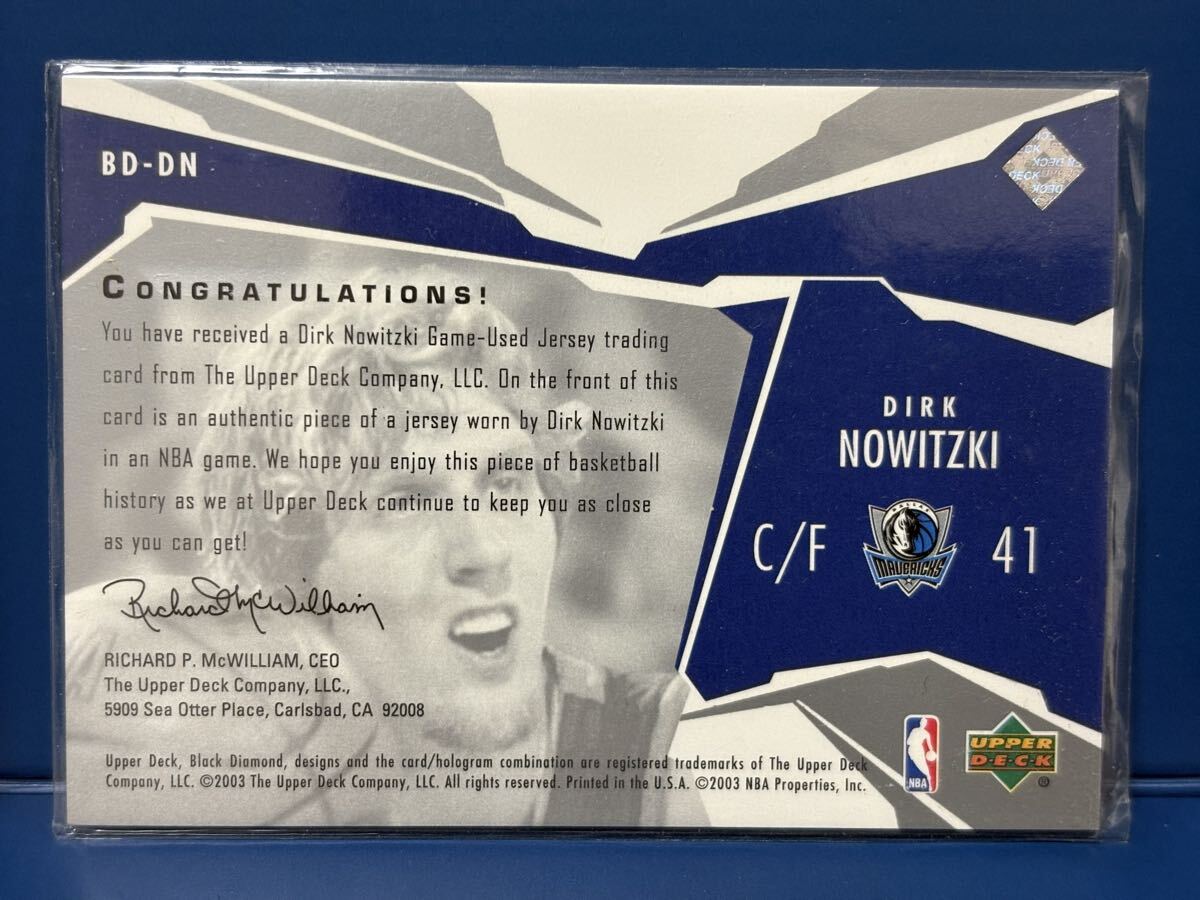 BD-DN
CONGRATULATIONS!
You have received a Dirk Nowitzki Game-Used Jersey trading
card from The Upper Deck Company, LLC. On the front of this
card is an authentic piece of a jersey worn by Dirk Nowitzki
in an NBA game. We hope you enjoy this piece of basketball
history as we at Upper Deck continue to keep you as close
as you can get!
Richard McWilliam
RICHARD P. McWILLIAM, CEO
The Upper Deck Company, LLC.,
5909 Sea Otter Place, Carlsbad, CA 92008
Upper Deck, Black Diamond, designs and the card/hologram combination are registered trademarks of The Upper Deck
Company, LLC. ©2003 The Upper Deck Company, LLC. All rights reserved. Printed in the U.S.A. ©2003 NBA Properties, Inc.
DIRK
NOWITZKI
C/F
DALLAS
MAVERICKS
41
NBA
UPPER
D·E·C·K
®